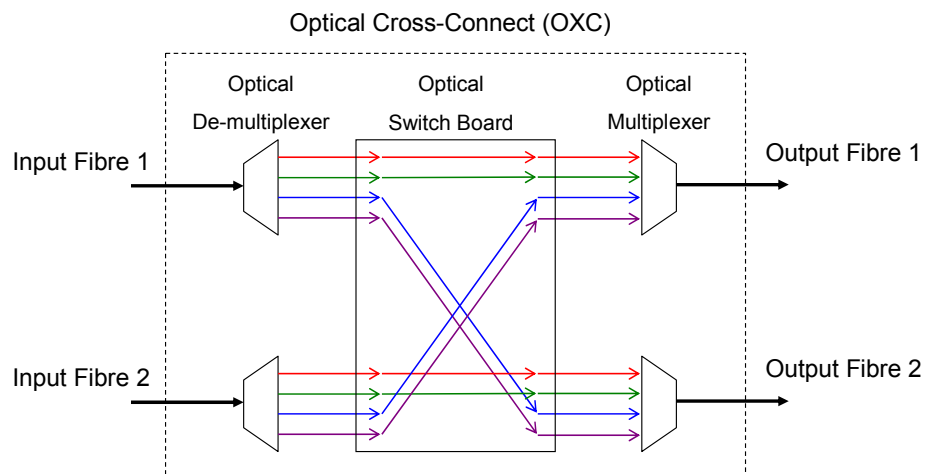 Optical Cross-Connect (OXC)
Optical
De-multiplexer
Optical
Switch Board
Optical
Multiplexer
Input Fibre 1
Output Fibre 1
Input Fibre 2
Output Fibre 2